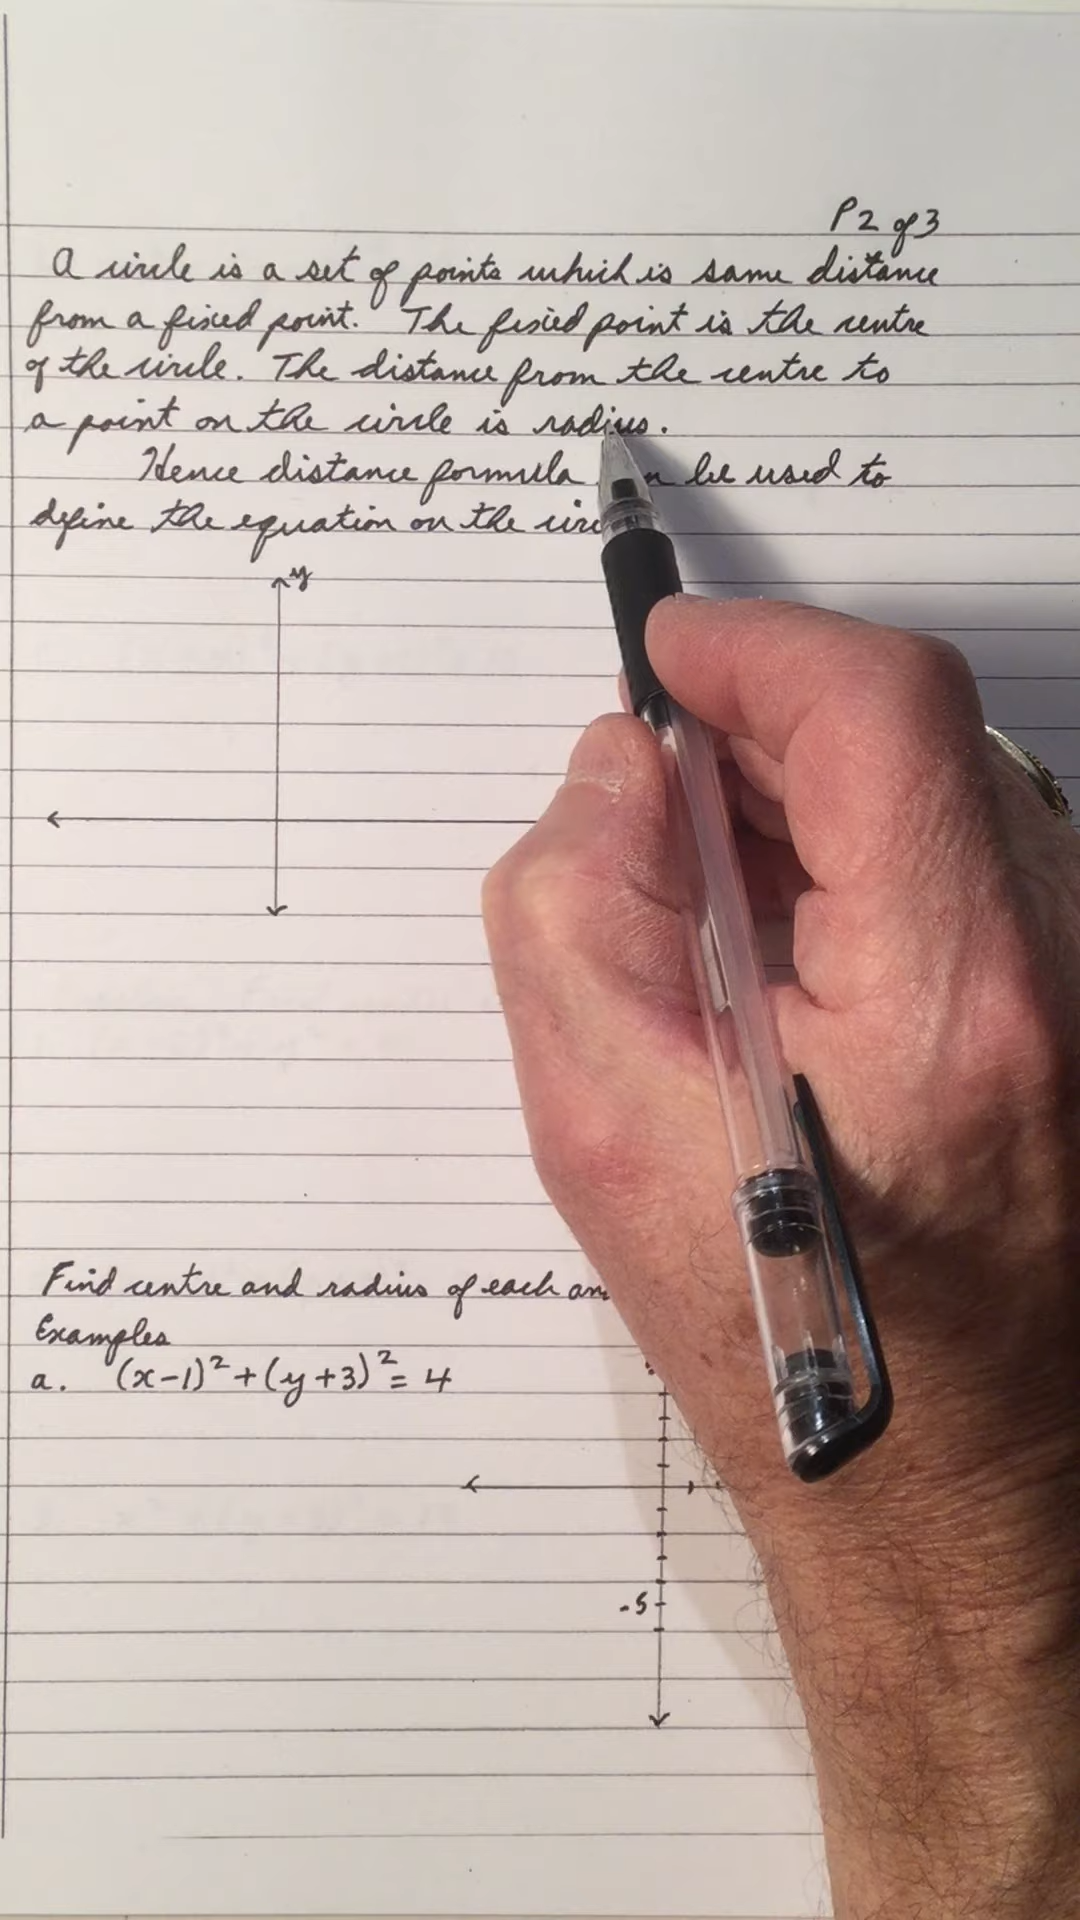 P2 of 3
A circle is a set of points which is same distance
from a fixed point. The fixed point is the centre
of the circle. The distance from the centre to
a point on the circle is radius.
Hence distance formula be used to
define the equation on the
y
Find centre and radius of each
Examples
a. (x-1)² + (y+3)² = 4
-5